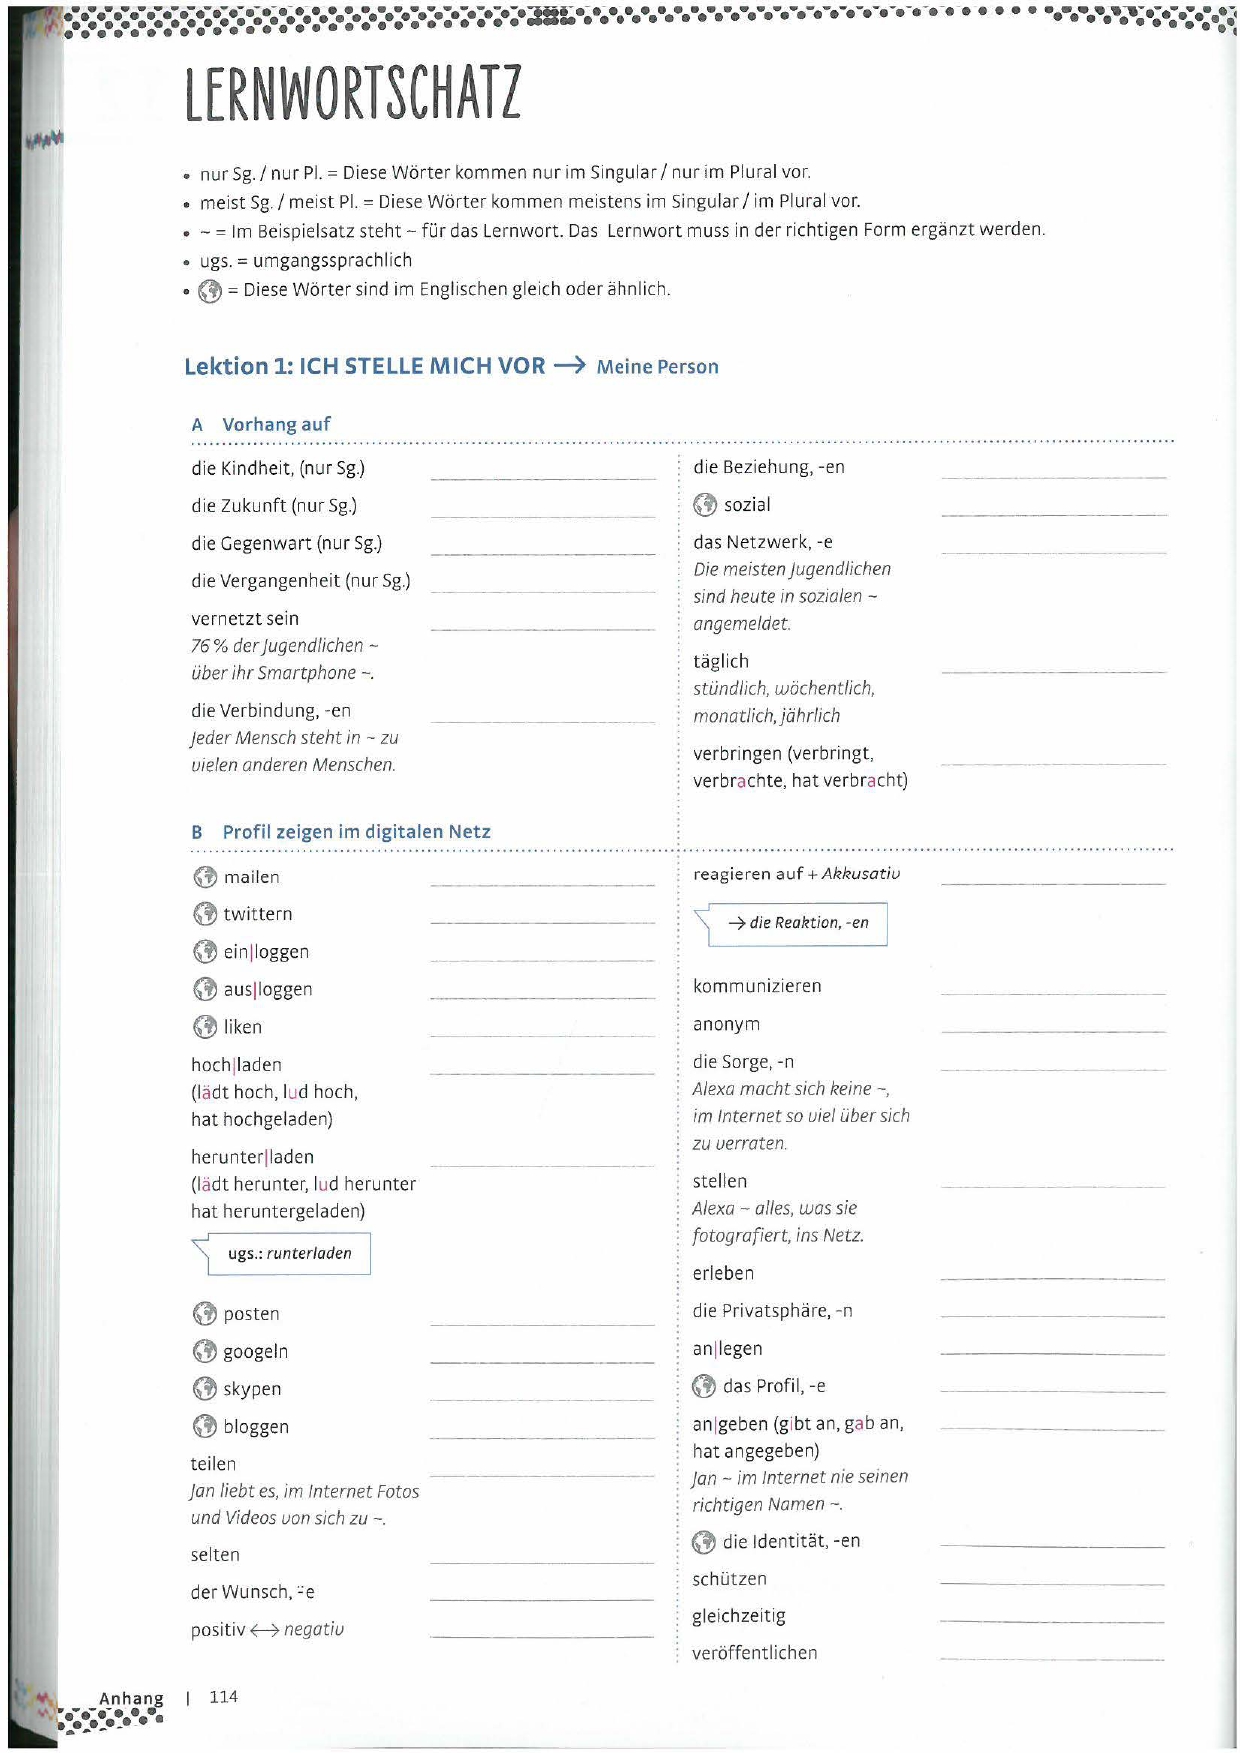 LERNWORTSCHATZ
• nur Sg. / nur Pl. = Diese Wörter kommen nur im Singular / nur im Plural vor.
• meist Sg. / meist Pl. = Diese Wörter kommen meistens im Singular / im Plural vor.
• ~ = Im Beispielsatz steht ~ für das Lernwort. Das Lernwort muss in der richtigen Form ergänzt werden.
• ugs. = umgangssprachlich
• = Diese Wörter sind im Englischen gleich oder ähnlich.
Lektion 1: ICH STELLE MICH VOR → Meine Person
A Vorhang auf
die Kindheit, (nur Sg.)
die Zukunft (nur Sg.)
die Gegenwart (nur Sg.)
die Vergangenheit (nur Sg.)
vernetzt sein
76 % der Jugendlichen ~
über ihr Smartphone ~.
die Verbindung, -en
Jeder Mensch steht in ~ zu
vielen anderen Menschen.
die Beziehung, -en
sozial
das Netzwerk, -e
Die meisten Jugendlichen
sind heute in sozialen ~
angemeldet.
täglich
stündlich, wöchentlich,
monatlich, jährlich
verbringen (verbringt,
verbrachte, hat verbracht)
B Profil zeigen im digitalen Netz
mailen
twittern
ein|loggen
aus|loggen
liken
hoch|laden
(lädt hoch, lud hoch,
hat hochgeladen)
herunter|laden
(lädt herunter, lud herunter
hat heruntergeladen)
ugs.: runterladen
posten
googeln
skypen
bloggen
teilen
Jan liebt es, im Internet Fotos
und Videos von sich zu ~.
selten
der Wunsch, ⸚e
positiv ↔ negativ
reagieren auf + Akkusativ
→ die Reaktion, -en
kommunizieren
anonym
die Sorge, -n
Alexa macht sich keine ~,
im Internet so viel über sich
zu verraten.
stellen
Alexa ~ alles, was sie
fotografiert, ins Netz.
erleben
die Privatsphäre, -n
an|legen
das Profil, -e
an|geben (gibt an, gab an,
hat angegeben)
Jan ~ im Internet nie seinen
richtigen Namen ~.
die Identität, -en
schützen
gleichzeitig
veröffentlichen
Anhang | 114